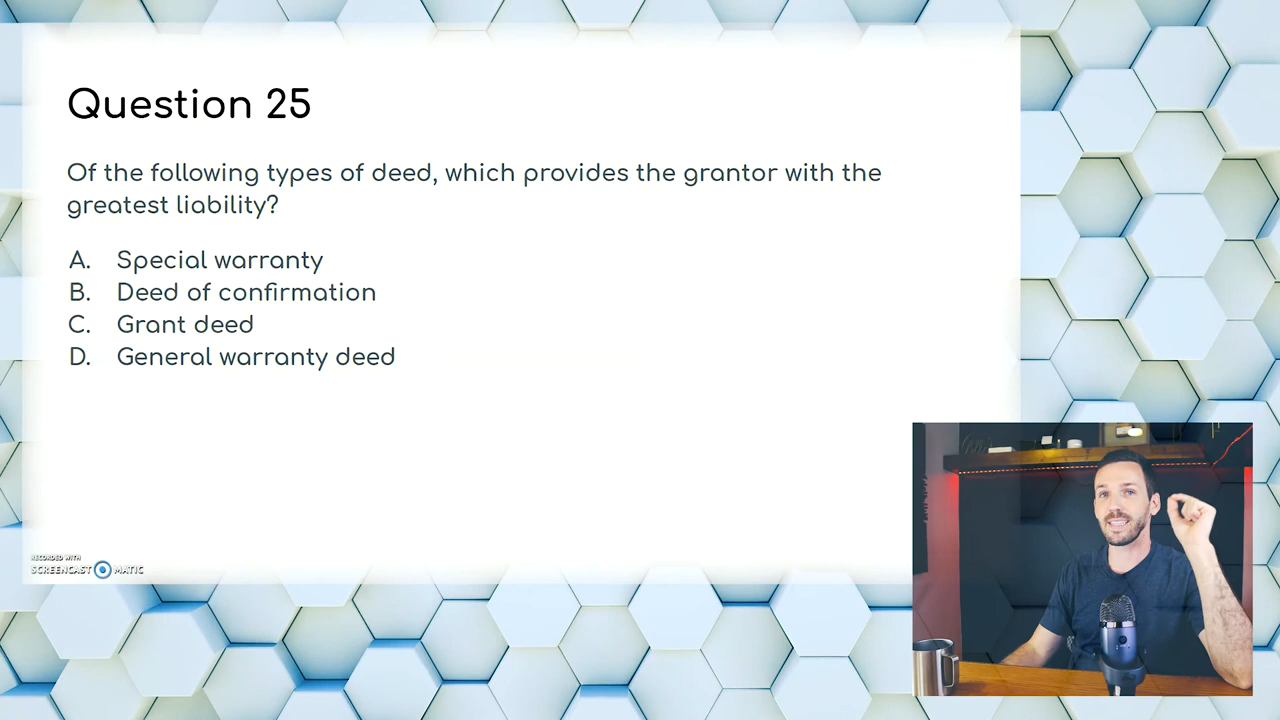 Question 25
Of the following types of deed, which provides the grantor with the
greatest liability?
A. Special warranty
B. Deed of confirmation
C. Grant deed
D. General warranty deed
RECORDED WITH
SCREENCAST MATIC